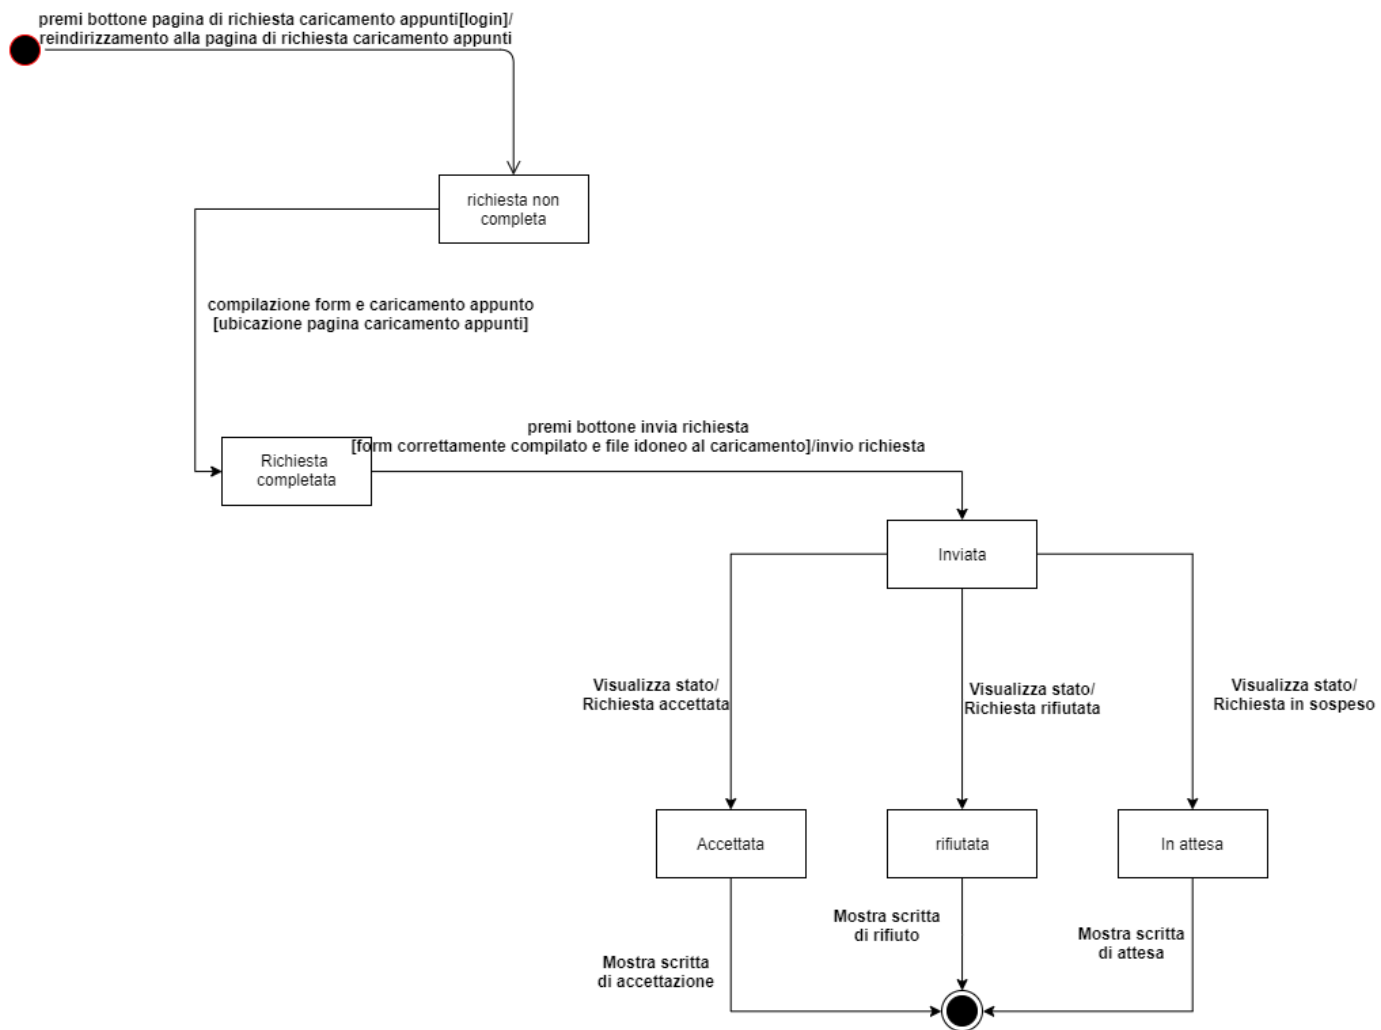 premi bottone pagina di richiesta caricamento appunti[login]/
reindirizzamento alla pagina di richiesta caricamento appunti
richiesta non
completa
compilazione form e caricamento appunto
[ubicazione pagina caricamento appunti]
premi bottone invia richiesta
[form correttamente compilato e file idoneo al caricamento]/invio richiesta
Richiesta
completata
Inviata
Visualizza stato/
Richiesta accettata
Visualizza stato/
Richiesta rifiutata
Visualizza stato/
Richiesta in sospeso
Accettata
rifiutata
In attesa
Mostra scritta
di rifiuto
Mostra scritta
di attesa
Mostra scritta
di accettazione